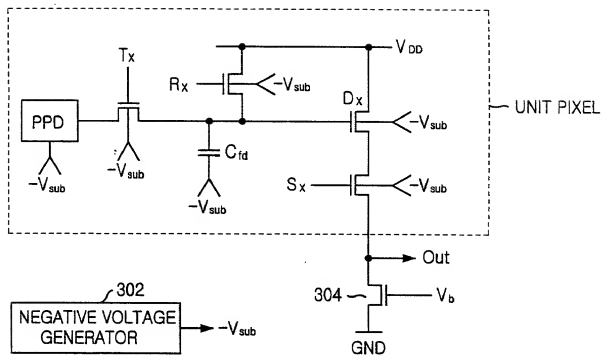 Tx
Rx
-Vsub
VDD
PPD
Dx
-Vsub
UNIT PIXEL
-Vsub
-Vsub
Cfd
-Vsub
Sx
-Vsub
Out
302
304
Vb
NEGATIVE VOLTAGE
GENERATOR
-Vsub
GND